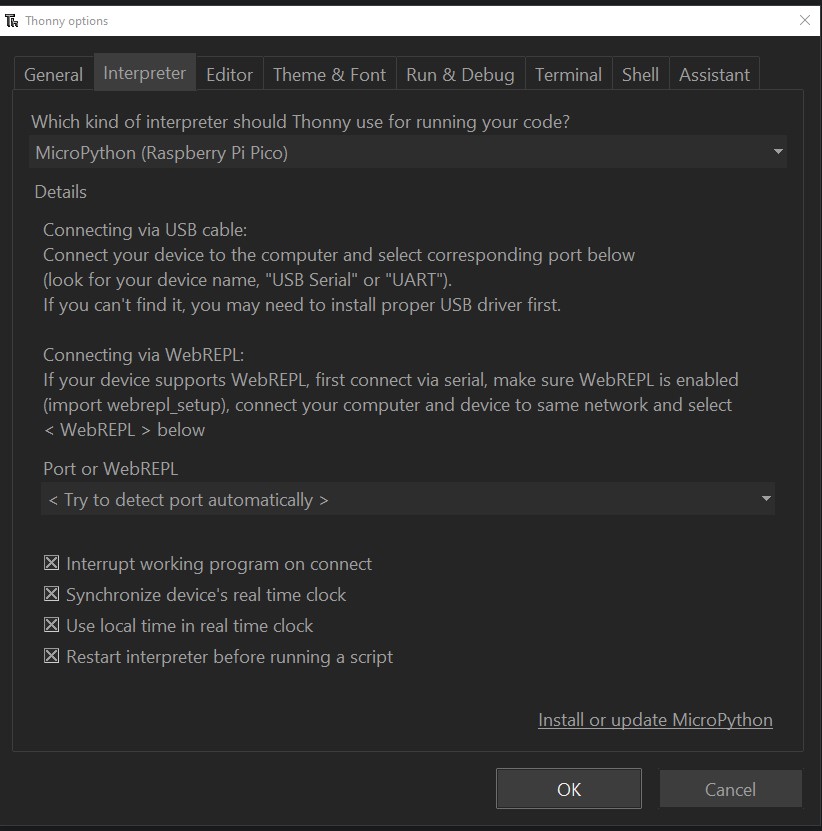 Thonny options
General Interpreter Editor Theme & Font Run & Debug Terminal Shell Assistant
Which kind of interpreter should Thonny use for running your code?
MicroPython (Raspberry Pi Pico)
Details
Connecting via USB cable:
Connect your device to the computer and select corresponding port below
(look for your device name, "USB Serial" or "UART").
If you can't find it, you may need to install proper USB driver first.
Connecting via WebREPL:
If your device supports WebREPL, first connect via serial, make sure WebREPL is enabled
(import webrepl_setup), connect your computer and device to same network and select
< WebREPL > below
Port or WebREPL
< Try to detect port automatically >
Interrupt working program on connect
Synchronize device's real time clock
Use local time in real time clock
Restart interpreter before running a script
Install or update MicroPython
OK Cancel